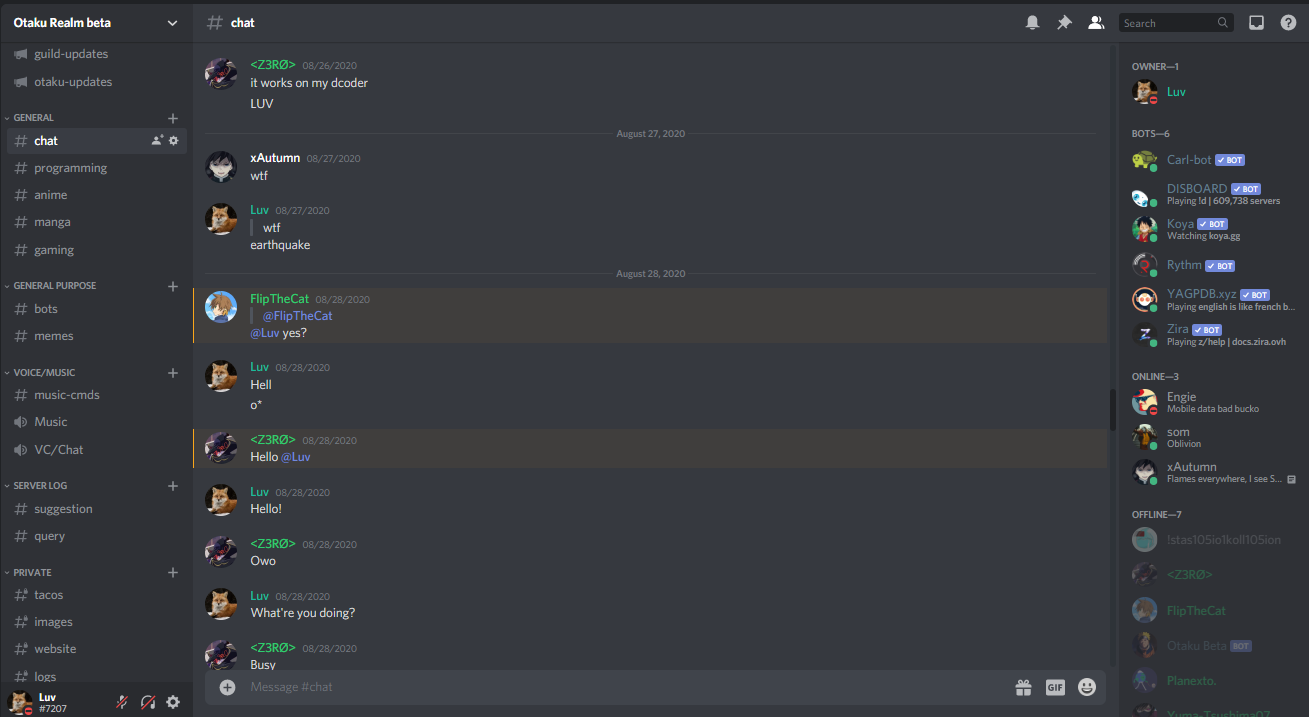 Otaku Realm beta
guild-updates
otaku-updates
GENERAL
chat
programming
anime
manga
gaming
GENERAL PURPOSE
bots
memes
VOICE/MUSIC
music-cmds
Music
VC/Chat
SERVER LOG
suggestion
query
PRIVATE
tacos
images
website
logs
Luv
#7207
# chat
Search
<Z3RØ> 08/26/2020
it works on my dcoder
LUV
August 27, 2020
xAutumn 08/27/2020
wtf
Luv 08/27/2020
wtf
earthquake
August 28, 2020
FlipTheCat 08/28/2020
@FlipTheCat
@Luv yes?
Luv 08/28/2020
Hell
o*
<Z3RØ> 08/28/2020
Hello @Luv
Luv 08/28/2020
Hello!
<Z3RØ> 08/28/2020
Owo
Luv 08/28/2020
What're you doing?
<Z3RØ> 08/28/2020
Busy
Message #chat
GIF
OWNER—1
Luv
BOTS—6
Carl-bot ✓ BOT
DISBOARD ✓ BOT
Playing !d | 609,738 servers
Koya ✓ BOT
Watching koya.gg
Rythm ✓ BOT
YAGPDB.xyz ✓ BOT
Playing english is like french b...
Zira ✓ BOT
Playing z/help | docs.zira.ovh
ONLINE—3
Engie
Mobile data bad bucko
som
Oblivion
xAutumn
Flames everywhere, I see S...
OFFLINE—7
<Z3RØ>
FlipTheCat
Otaku Beta BOT
Planexto.
Yuma-Tsushima07